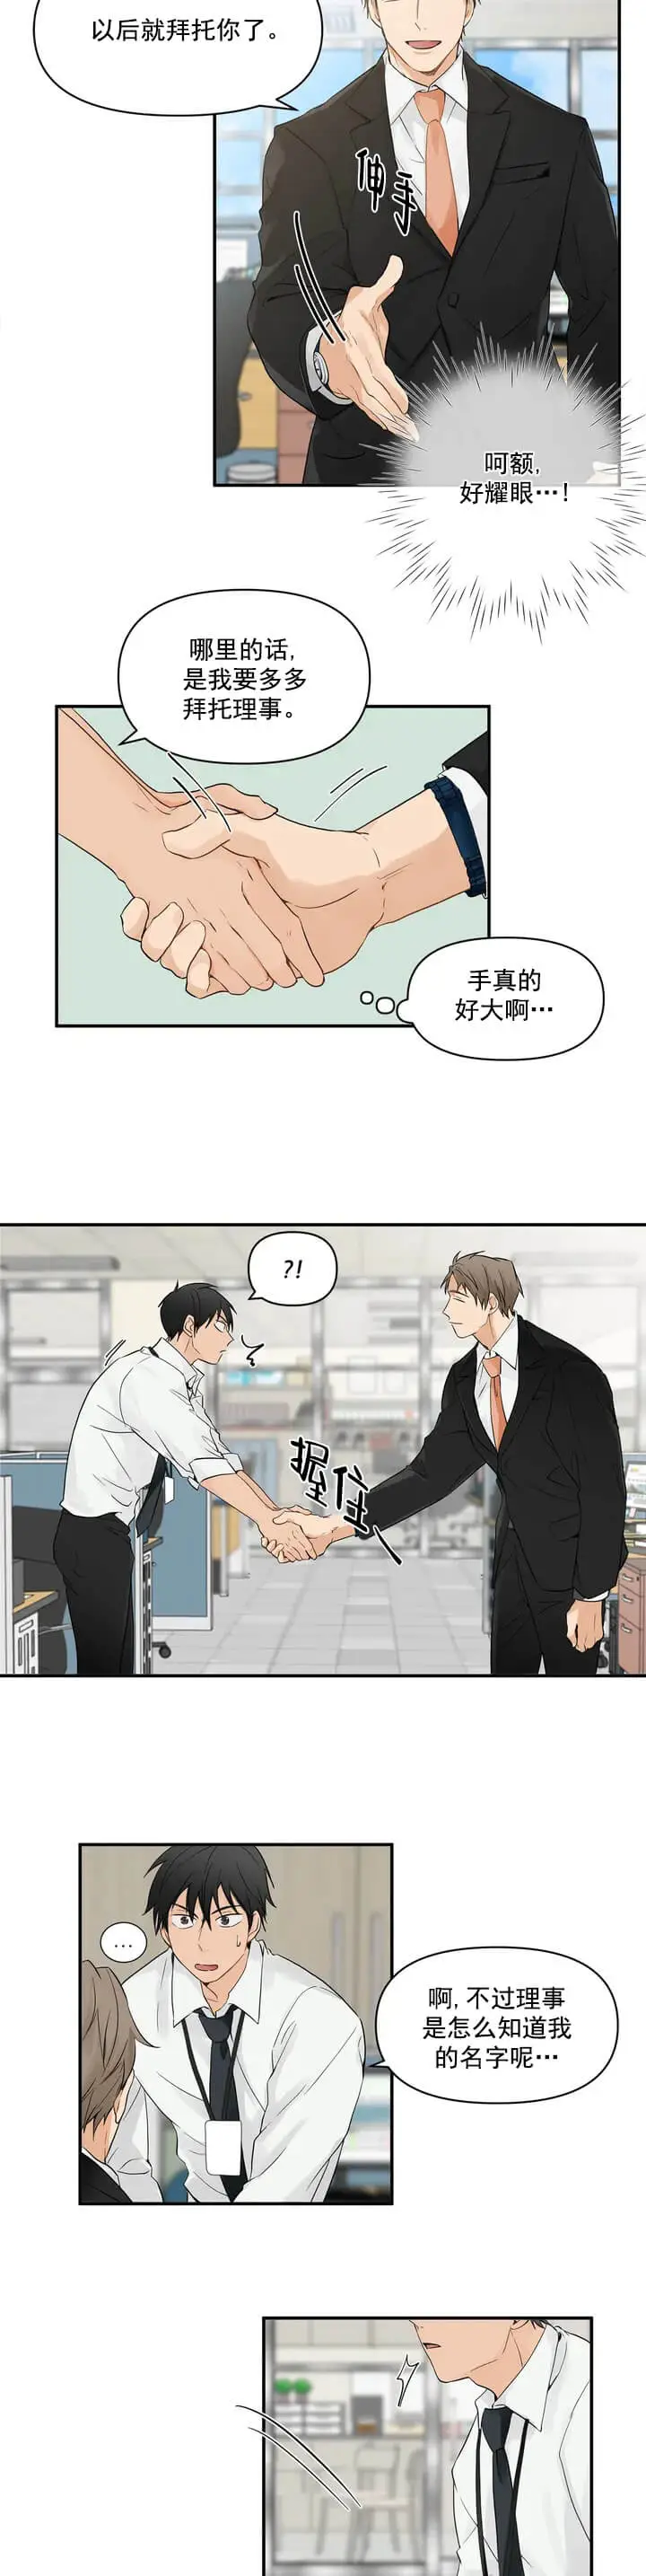 以后就拜托你了。
伸手
呵额,
好耀眼…!
哪里的话,
是我要多多
拜托理事。
手真的
好大啊…
?!
握住
...
啊,不过理事
是怎么知道我
的名字呢…